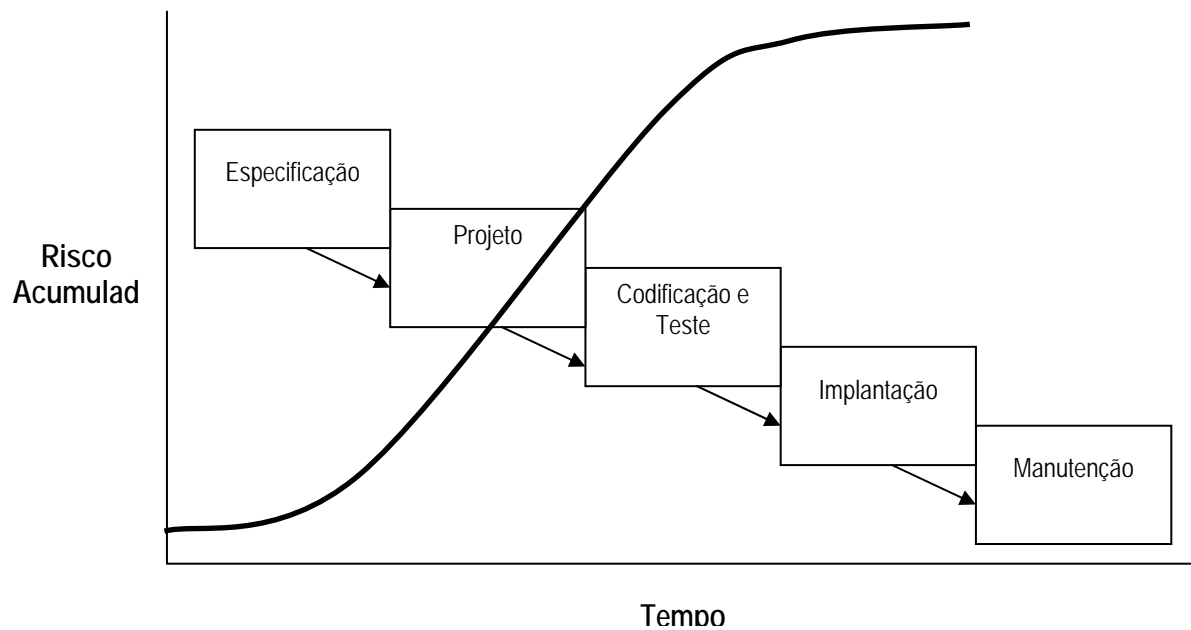 Especificação
Projeto
Risco
Acumulad
Codificação e
Teste
Implantação
Manutenção
Tempo